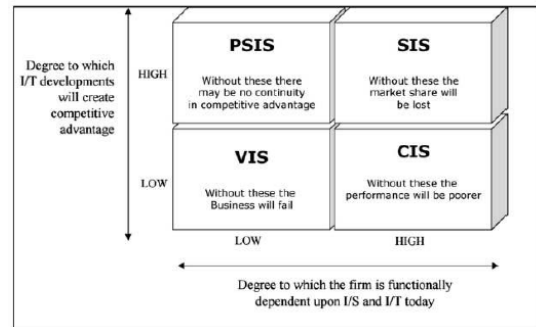 Degree to which
I/T developments
will create
competitive
advantage
HIGH
LOW
PSIS
Without these there
may be no continuity
in competitive advantage
SIS
Without these the
market share will
be lost
VIS
Without these the
Business will fail
CIS
Without these the
performance will be poorer
LOW
HIGH
Degree to which the firm is functionally
dependent upon I/S and I/T today